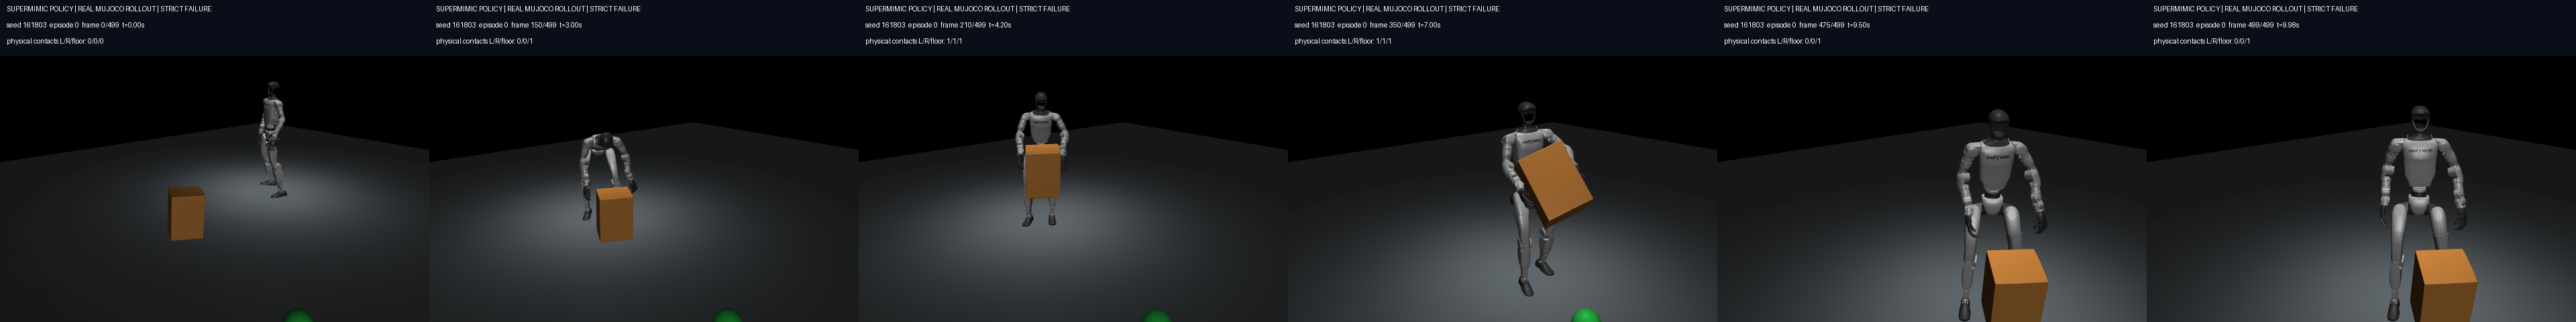 SUPERMIMIC POLICY | REAL MUJOCO ROLLOUT | STRICT FAILURE
seed 161803 episode 0 frame 0/499 t=0.00s
physical contacts L/R/floor: 0/0/0
SUPERMIMIC POLICY | REAL MUJOCO ROLLOUT | STRICT FAILURE
seed 161803 episode 0 frame 150/499 t=3.00s
physical contacts L/R/floor: 0/0/1
SUPERMIMIC POLICY | REAL MUJOCO ROLLOUT | STRICT FAILURE
seed 161803 episode 0 frame 210/499 t=4.20s
physical contacts L/R/floor: 1/1/1
SUPERMIMIC POLICY | REAL MUJOCO ROLLOUT | STRICT FAILURE
seed 161803 episode 0 frame 350/499 t=7.00s
physical contacts L/R/floor: 1/1/1
SUPERMIMIC POLICY | REAL MUJOCO ROLLOUT | STRICT FAILURE
seed 161803 episode 0 frame 475/499 t=9.50s
physical contacts L/R/floor: 0/0/1
SUPERMIMIC POLICY | REAL MUJOCO ROLLOUT | STRICT FAILURE
seed 161803 episode 0 frame 499/499 t=9.98s
physical contacts L/R/floor: 0/0/1